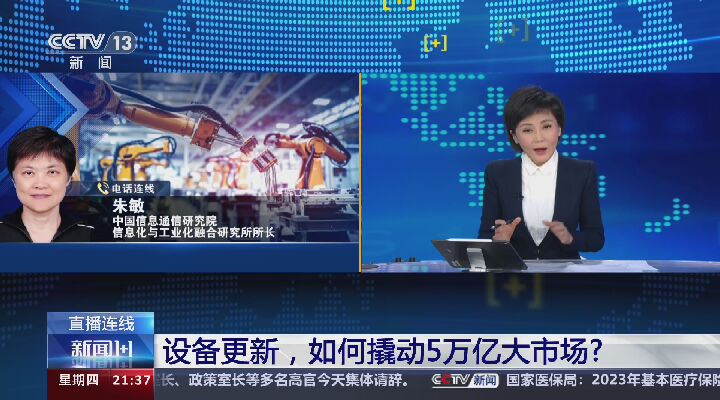 CCTV 13
新闻
[+]
[+]
电话连线
朱敏
中国信息通信研究院
信息化与工业化融合研究所所长
[+]
直播连线
新闻1+1
设备更新，如何撬动5万亿大市场?
星期四 21:37 长、政策室长等多名高官今天集体请辞。 CCTV 新闻 国家医保局：2023年基本医疗保险